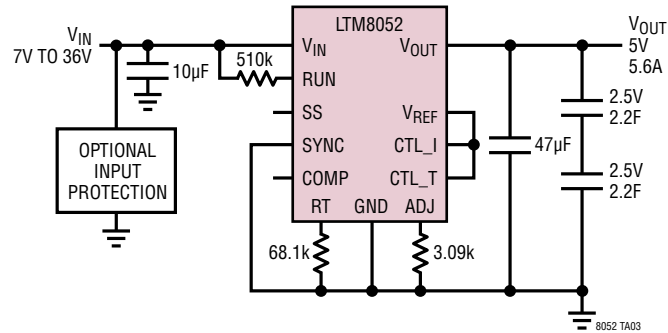 LTM8052
VIN
7V TO 36V
10µF
510k
VIN
RUN
SS
SYNC
COMP
RT
GND
ADJ
VOUT
VREF
CTL_I
CTL_T
VOUT
5V
5.6A
47µF
2.5V
2.2F
2.5V
2.2F
OPTIONAL
INPUT
PROTECTION
68.1k
3.09k
8052 TA03